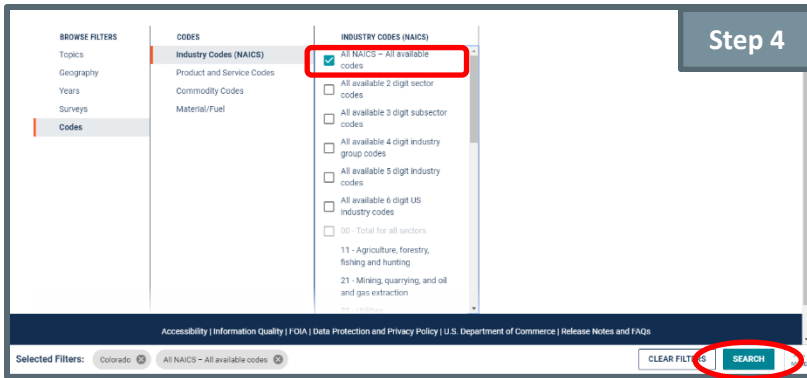 Step 4
BROWSE FILTERS
Topics
Geography
Years
Surveys
Codes
CODES
Industry Codes (NAICS)
Product and Service Codes
Commodity Codes
Material/Fuel
INDUSTRY CODES (NAICS)
All NAICS – All available
codes
All available 2 digit sector
codes
All available 3 digit subsector
codes
All available 4 digit industry
group codes
All available 5 digit industry
codes
All available 6 digit US
industry codes
00 - Total for all sectors
11 - Agriculture, forestry,
fishing and hunting
21 - Mining, quarrying, and oil
and gas extraction
Accessibility | Information Quality | FOIA | Data Protection and Privacy Policy | U.S. Department of Commerce | Release Notes and FAQs
Selected Filters: Colorado All NAICS – All available codes CLEAR FILTERS SEARCH